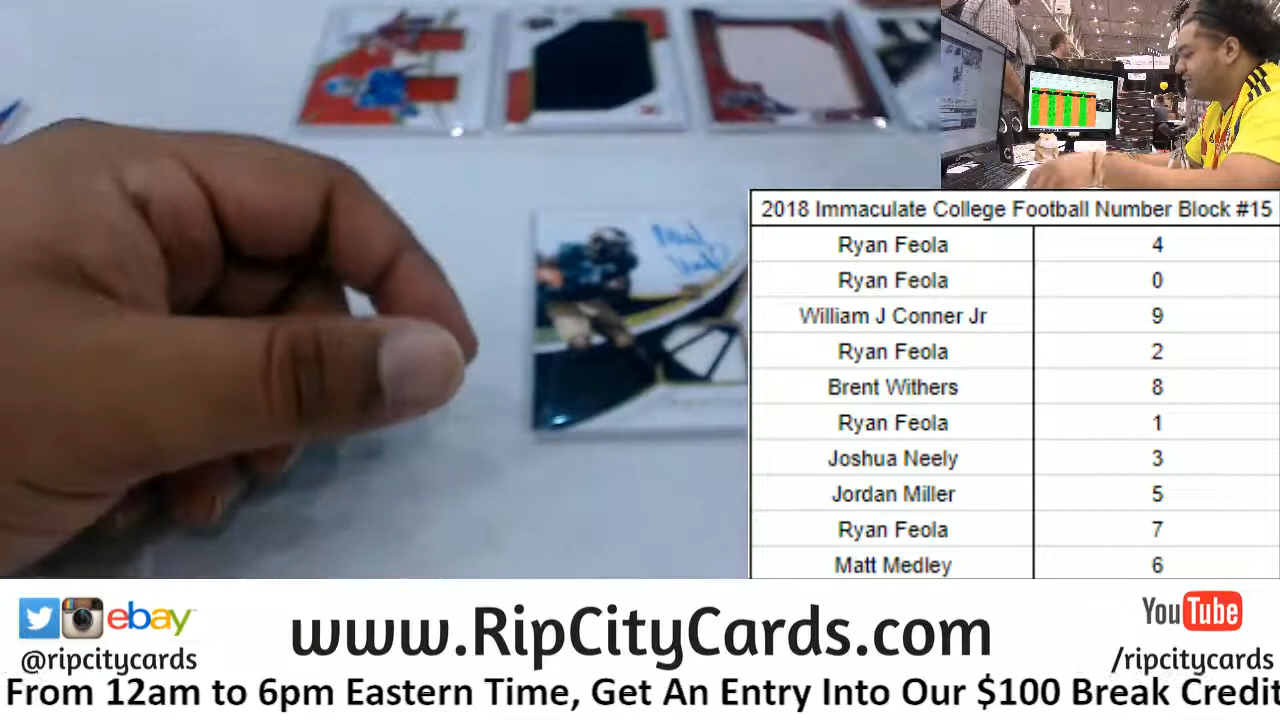 2018 Immaculate College Football Number Block #15
Ryan Feola 4
Ryan Feola 0
William J Conner Jr 9
Ryan Feola 2
Brent Withers 8
Ryan Feola 1
Joshua Neely 3
Jordan Miller 5
Ryan Feola 7
Matt Medley 6
ebay
@ripcitycards
www.RipCityCards.com
YouTube
/ripcitycards
From 12am to 6pm Eastern Time, Get An Entry Into Our $100 Break Credit